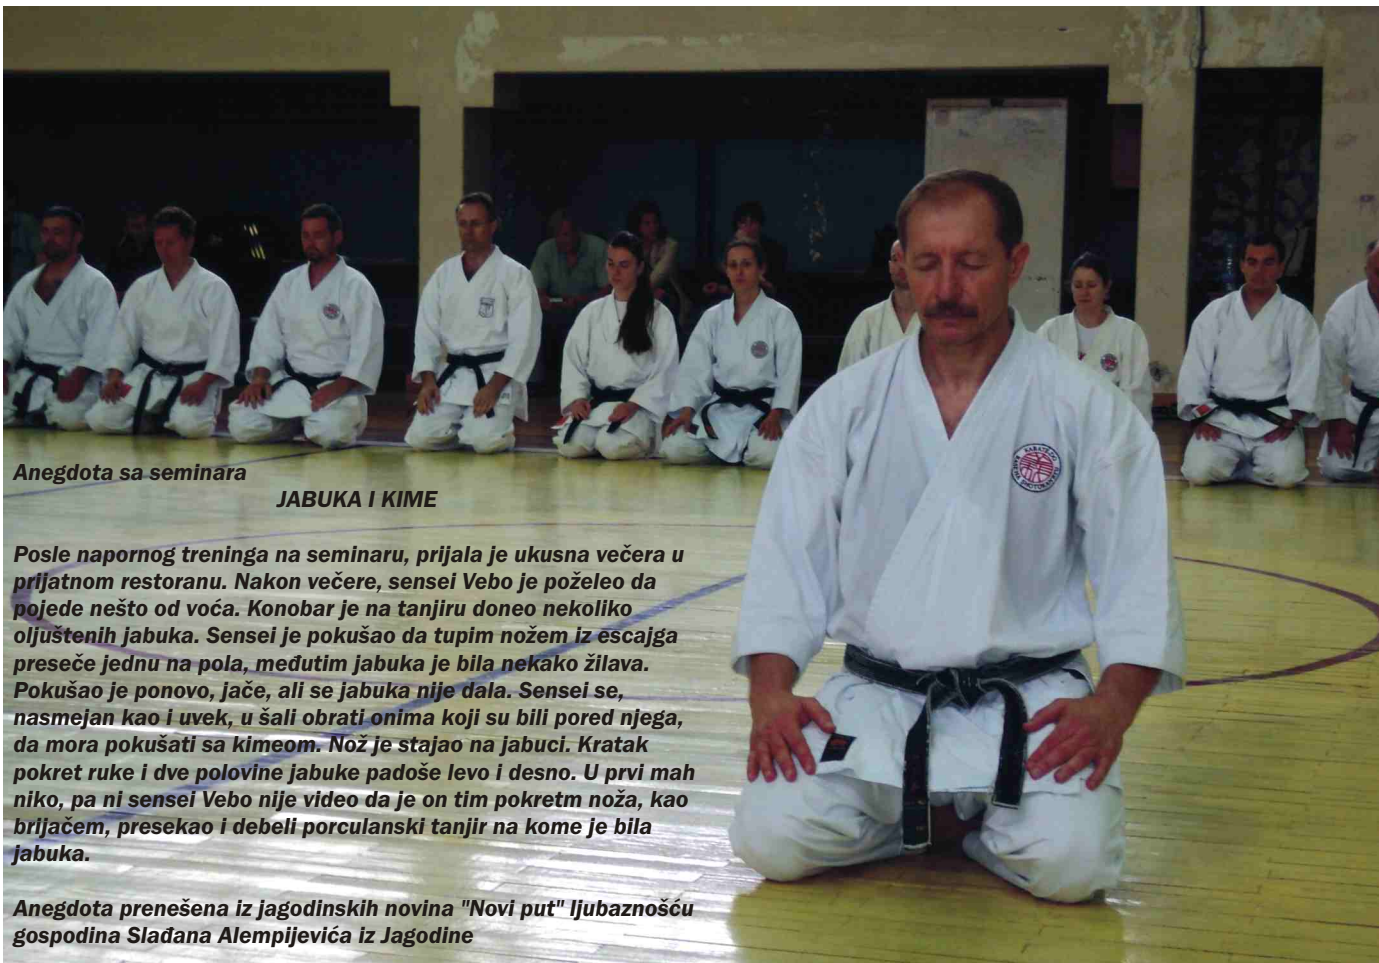 Anegdota sa seminara
JABUKA I KIME
Posle napornog treninga na seminaru, prijala je ukusna večera u
prijatnom restoranu. Nakon večere, sensei Vebo je poželeo da
pojede nešto od voća. Konobar je na tanjiru doneo nekoliko
oljuštenih jabuka. Sensei je pokušao da tupim nožem iz escajga
preseče jednu na pola, međutim jabuka je bila nekako žilava.
Pokušao je ponovo, jače, ali se jabuka nije dala. Sensei se,
nasmejan kao i uvek, u šali obrati onima koji su bili pored njega,
da mora pokušati sa kimeom. Nož je stajao na jabuci. Kratak
pokret ruke i dve polovine jabuke padoše levo i desno. U prvi mah
niko, pa ni sensei Vebo nije video da je on tim pokretm noža, kao
brijačem, presekao i debeli porculanski tanjir na kome je bila
jabuka.
Anegdota prenešena iz jagodinskih novina "Novi put" ljubaznošću
gospodina Slađana Alempijevića iz Jagodine
KARATE-DO
SHOTOKAN RYU